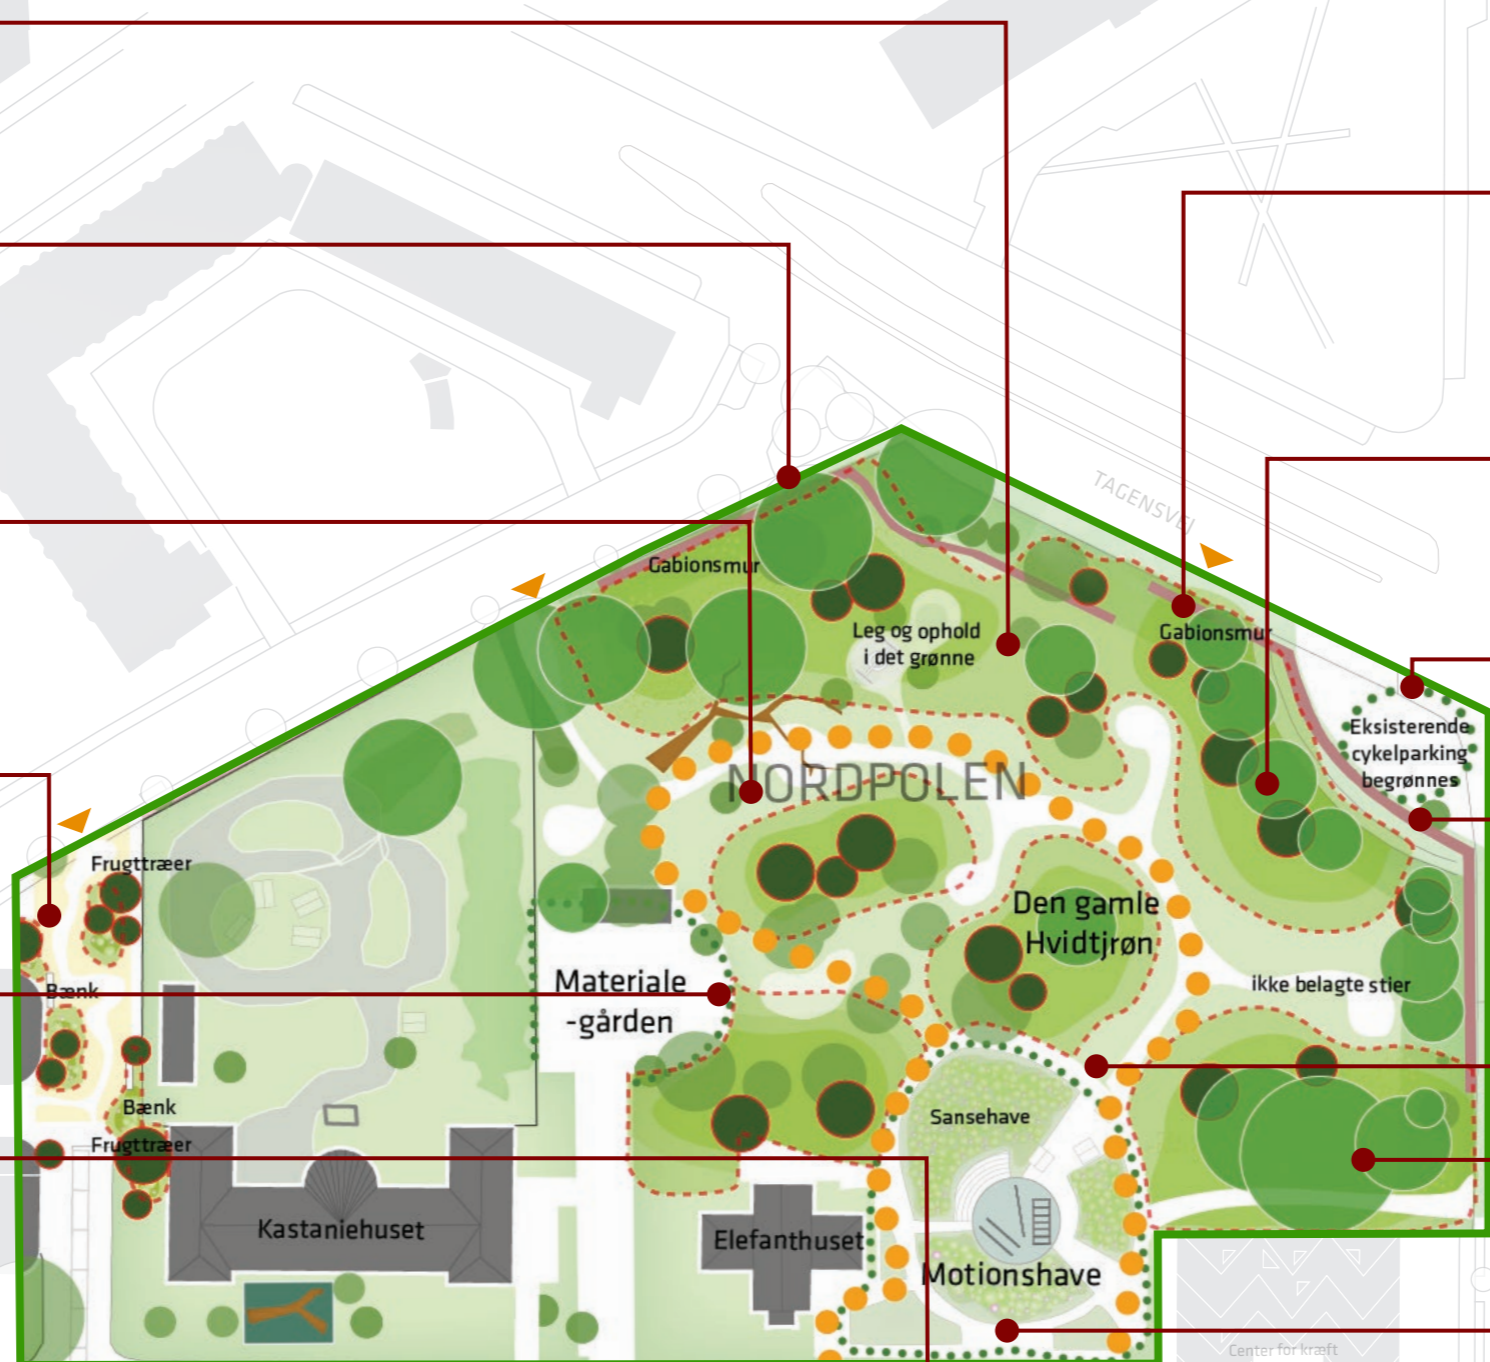 TAGENSVEJ
Gabionsmur
Leg og ophold
i det grønne
Gabionsmur
Eksisterende
cykelparking
begrønnes
NORDPOLEN
Frugttræer
Den gamle
Hvidtjrøn
Materiale
-gården
ikke belagte stier
Bænk
Bænk
Sansehave
Frugttræer
Kastaniehuset
Elefanthuset
Motionshave
Center for kræft